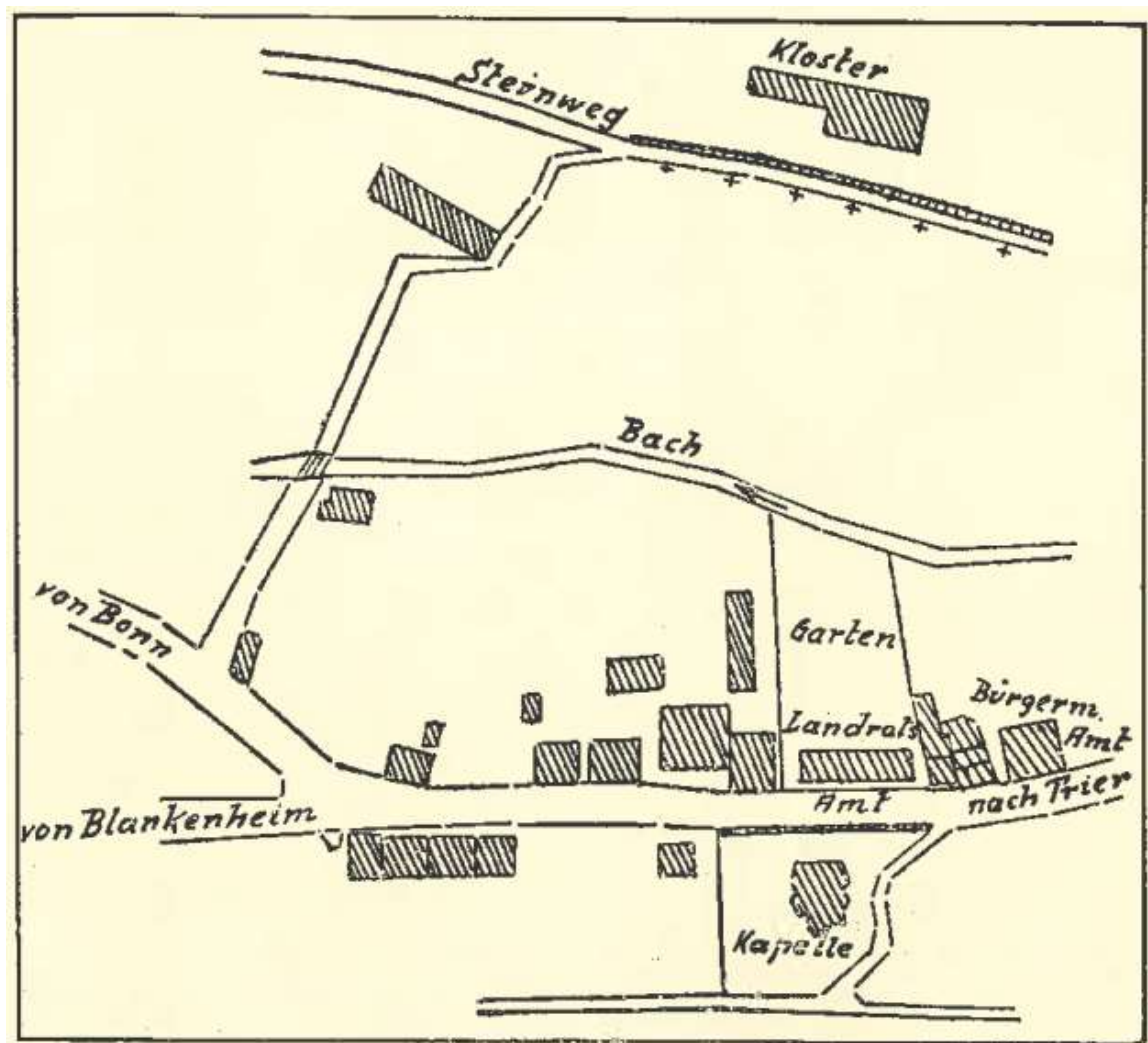 Kloster
Steinweg
Bach
von Bonn
Garten
Bürgerm.
Amt
Landrats
Amt
nach Trier
von Blankenheim
Kapelle